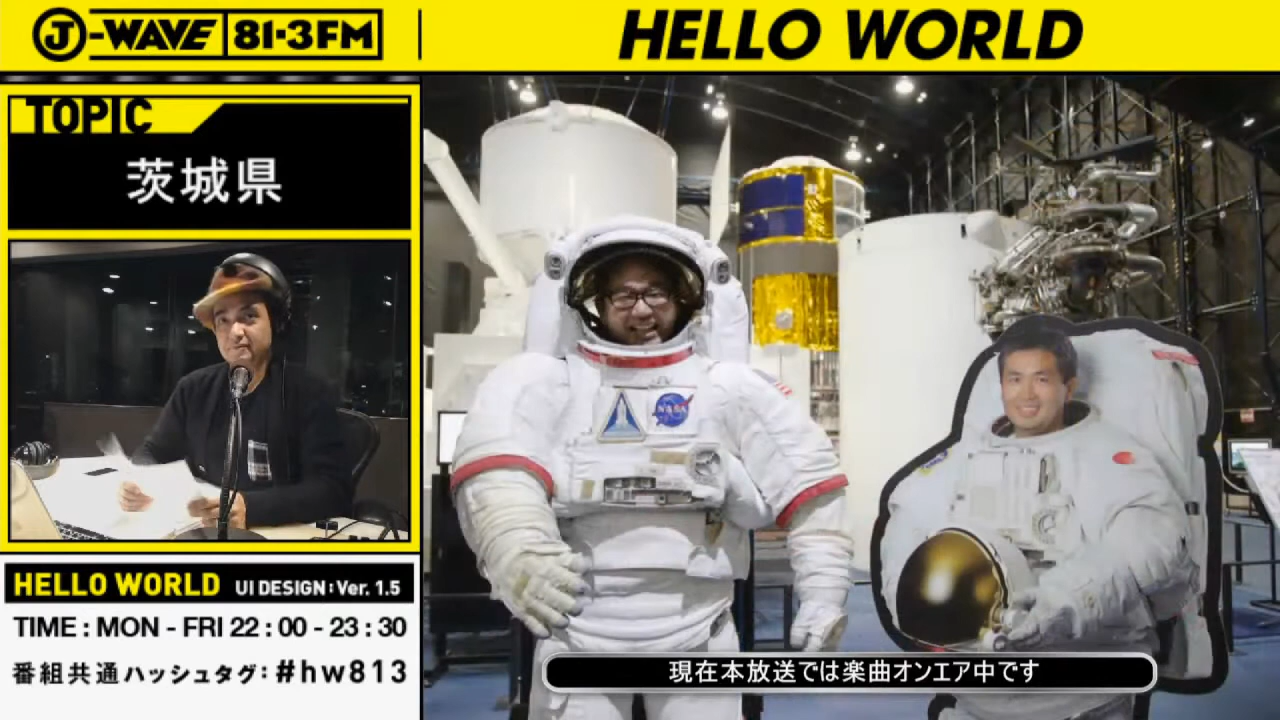 J-WAVE 81.3FM
HELLO WORLD
TOPIC
茨城県
NASA
HELLO WORLD UI DESIGN:Ver. 1.5
TIME : MON - FRI 22 : 00 - 23 : 30
番組共通ハッシュタグ: #hw813
現在本放送では楽曲オンエア中です